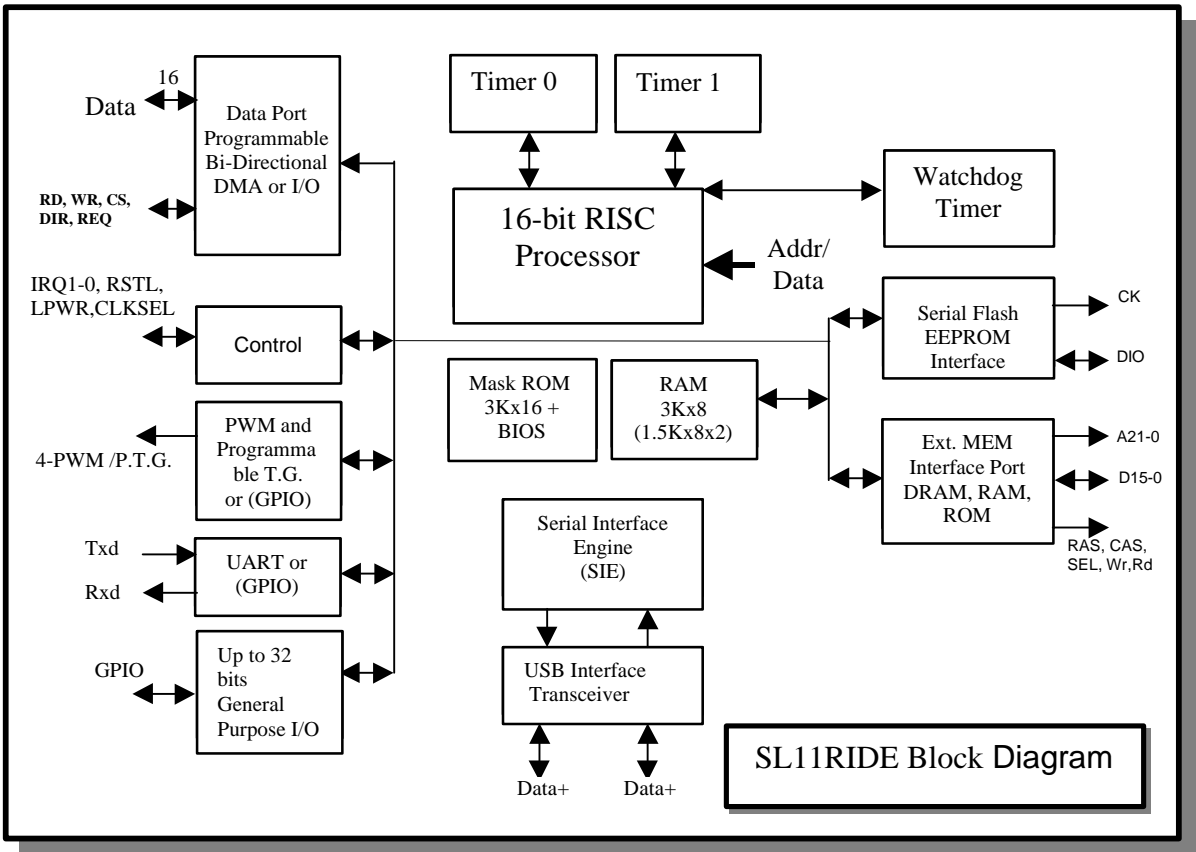 16
Data
Data Port
Programmable
Bi-Directional
DMA or I/O
RD, WR, CS,
DIR, REQ
Timer 0
Timer 1
16-bit RISC
Processor
Watchdog
Timer
Addr/
Data
IRQ1-0, RSTL,
LPWR,CLKSEL
Control
Serial Flash
EEPROM
Interface
CK
DIO
Mask ROM
3Kx16 +
BIOS
RAM
3Kx8
(1.5Kx8x2)
4-PWM /P.T.G.
PWM and
Programma
ble T.G.
or (GPIO)
Ext. MEM
Interface Port
DRAM, RAM,
ROM
A21-0
D15-0
RAS, CAS,
SEL, Wr,Rd
Txd
Rxd
UART or
(GPIO)
Serial Interface
Engine
(SIE)
GPIO
Up to 32
bits
General
Purpose I/O
USB Interface
Transceiver
Data+
Data+
SL11RIDE Block Diagram